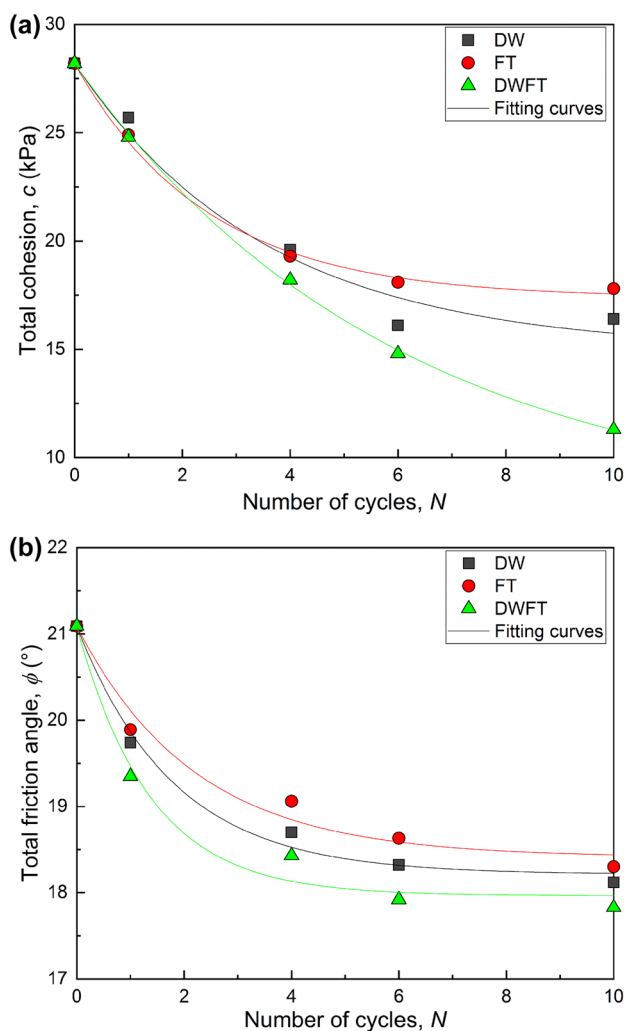 (a)
30
25
20
15
10
Total cohesion, c (kPa)
DW
FT
DWFT
Fitting curves
0 2 4 6 8 10
Number of cycles, N
(b)
22
21
20
19
18
17
Total friction angle, ϕ (°)
DW
FT
DWFT
Fitting curves
0 2 4 6 8 10
Number of cycles, N